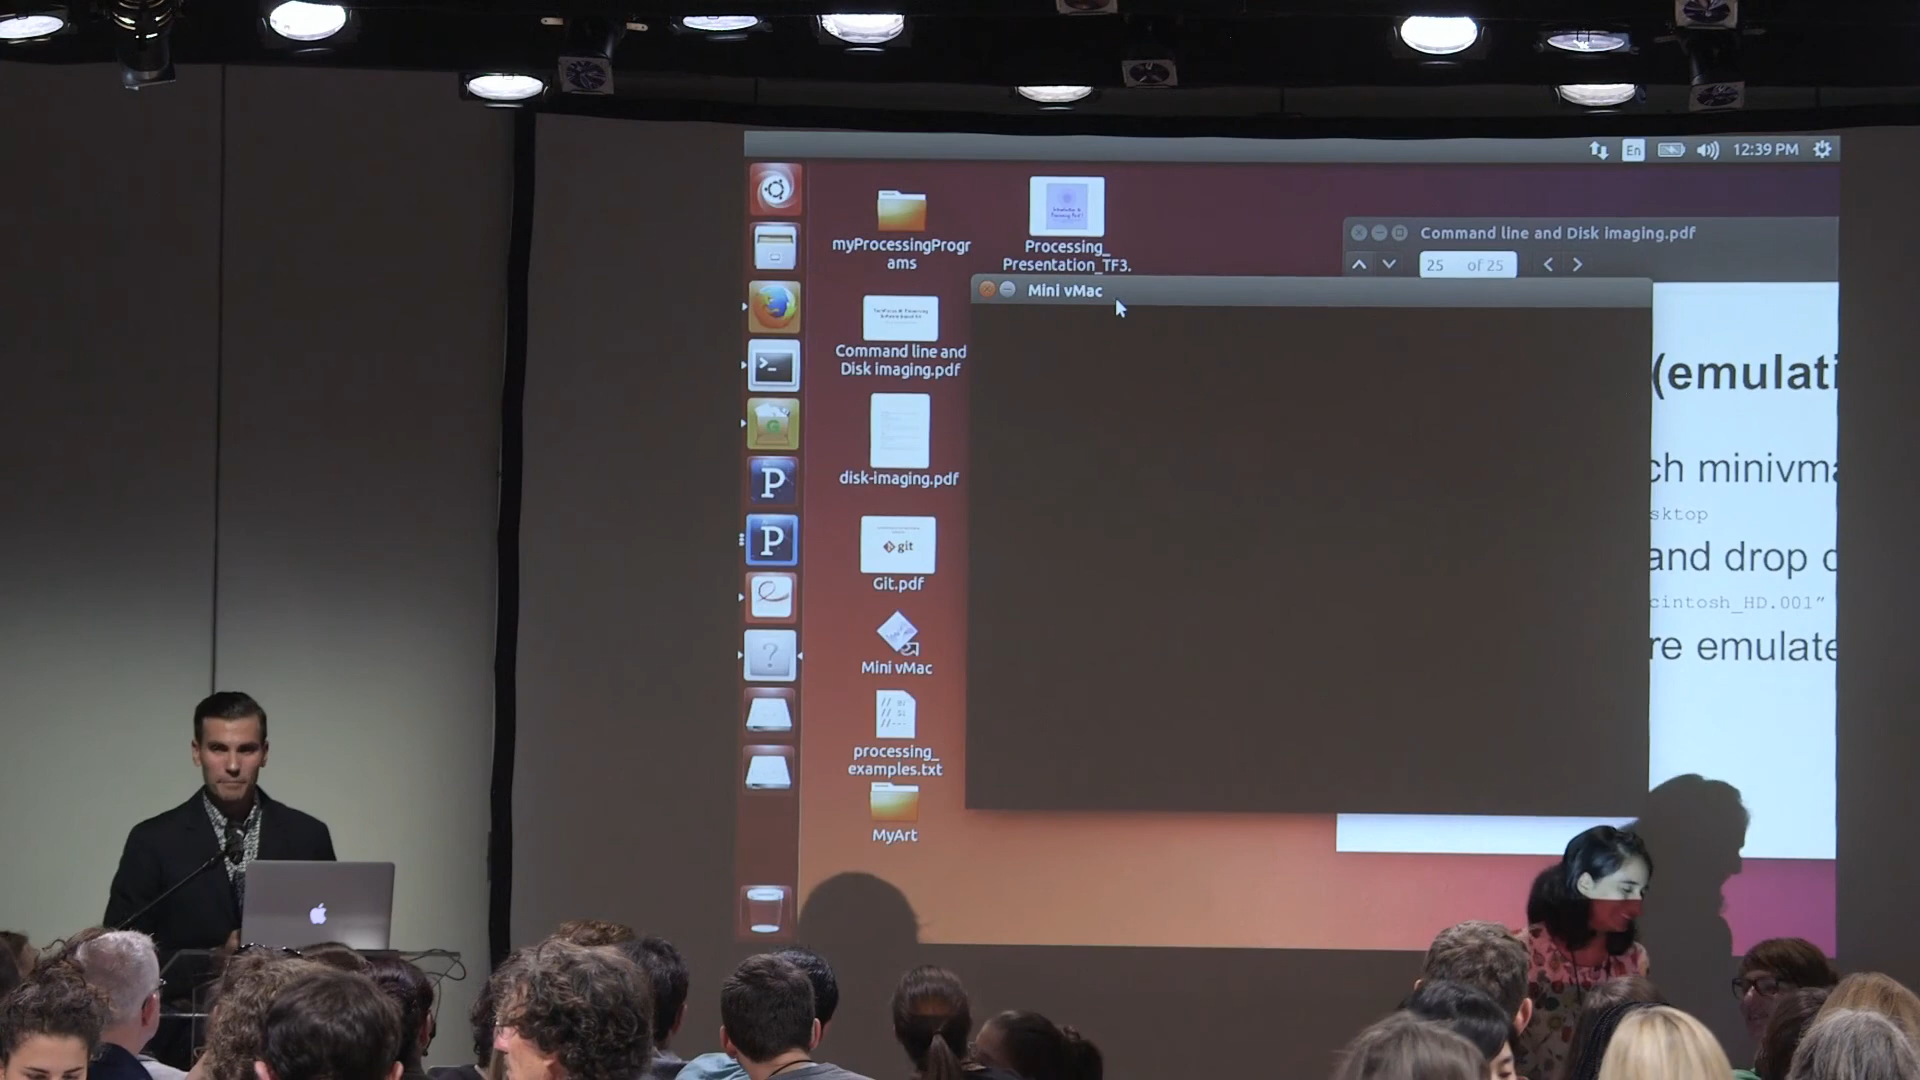 En 12:39 PM
myProcessingProgr
ams
Processing_
Presentation_TF3.
Command line and Disk imaging.pdf
25 of 25
Mini vMac
Command line and
Disk imaging.pdf
(emulati
ch minivma
sktop
and drop
cintosh_HD.001”
re emulate
disk-imaging.pdf
git
Git.pdf
Mini vMac
processing_
examples.txt
MyArt
P
P
G